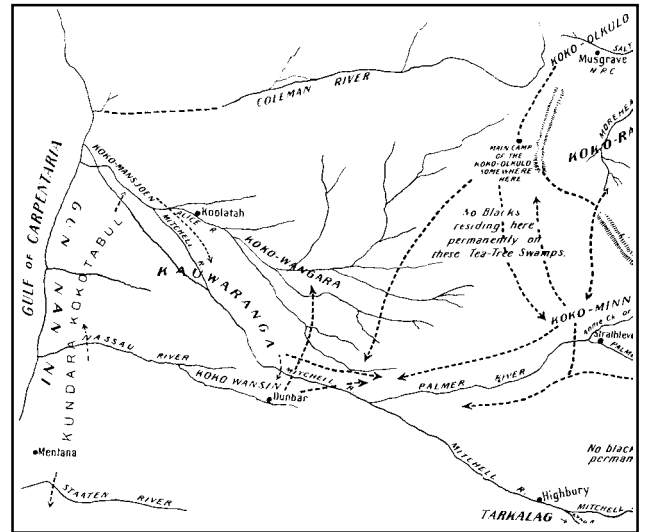 KOKO-OLKULO
SALT
Musgrave
N.P.C
MOREHEA
KOKO-RA
COLEMAN RIVER
MAIN CAMP
OF THE
KOKO-OLKULO
SOMEWHERE
HERE
GULF OF CARPENTARIA
KOKO-MANSJOEN
ALICE R.
Koolatah
MITCHELL R.
KOKO-WANGARA
No Blacks
residing here
permanently on
these Tea-Tree Swamps.
KUNDARA KOKOTABUL
KAUWARANGA
KOKO-MINN
Strathleve
PALM
NASSAU RIVER
KOKO WANSIN
MITCHELL R.
Dunbar
PALMER RIVER
Mentana
MITCHELL R.
No black
perman
STAATEN RIVER
Highbury
MITCHELL
TARKALAG